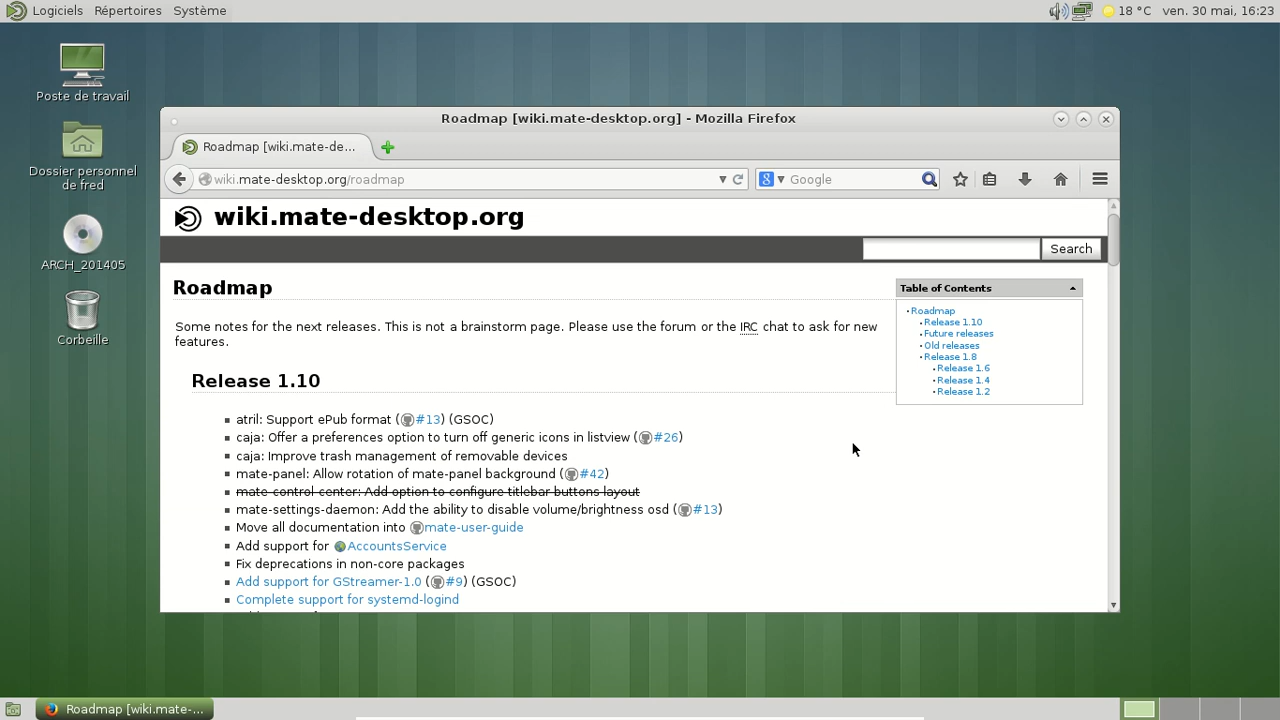 Logiciels Répertoires Système
18 °C ven. 30 mai, 16:23
Poste de travail
Dossier personnel
de fred
ARCH_201405
Corbeille
Roadmap [wiki.mate-desktop.org] - Mozilla Firefox
Roadmap [wiki.mate-de...
wiki.mate-desktop.org/roadmap
Google
wiki.mate-desktop.org
Search
Roadmap
Table of Contents
Roadmap
Release 1.10
Future releases
Old releases
Release 1.8
Release 1.6
Release 1.4
Release 1.2
Some notes for the next releases. This is not a brainstorm page. Please use the forum or the IRC chat to ask for new
features.
Release 1.10
atril: Support ePub format (#13) (GSOC)
caja: Offer a preferences option to turn off generic icons in listview (#26)
caja: Improve trash management of removable devices
mate-panel: Allow rotation of mate-panel background (#42)
mate-control-center: Add option to configure titlebar buttons layout
mate-settings-daemon: Add the ability to disable volume/brightness osd (#13)
Move all documentation into mate-user-guide
Add support for AccountsService
Fix deprecations in non-core packages
Add support for GStreamer-1.0 (#9) (GSOC)
Complete support for systemd-logind
Roadmap [wiki.mate-...